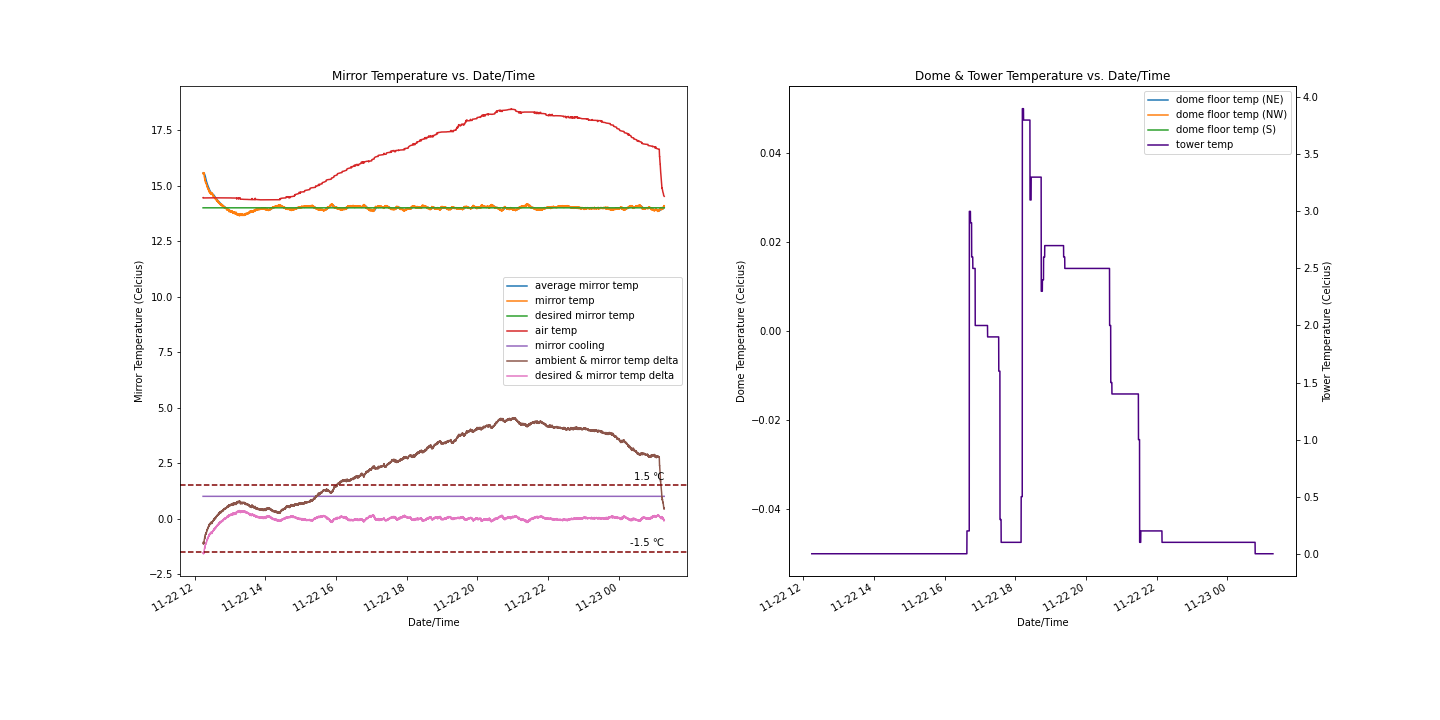 Mirror Temperature vs. Date/Time
Mirror Temperature (Celcius)
17.5
15.0
12.5
10.0
7.5
5.0
2.5
0.0
−2.5
average mirror temp
mirror temp
desired mirror temp
air temp
mirror cooling
ambient & mirror temp delta
desired & mirror temp delta
1.5 °C
-1.5 °C
11-22 12
11-22 14
11-22 16
11-22 18
11-22 20
11-22 22
11-23 00
Date/Time
Dome & Tower Temperature vs. Date/Time
Dome Temperature (Celcius)
0.04
0.02
0.00
−0.02
−0.04
dome floor temp (NE)
dome floor temp (NW)
dome floor temp (S)
tower temp
4.0
3.5
3.0
2.5
2.0
1.5
1.0
0.5
0.0
Tower Temperature (Celcius)
11-22 12
11-22 14
11-22 16
11-22 18
11-22 20
11-22 22
11-23 00
Date/Time